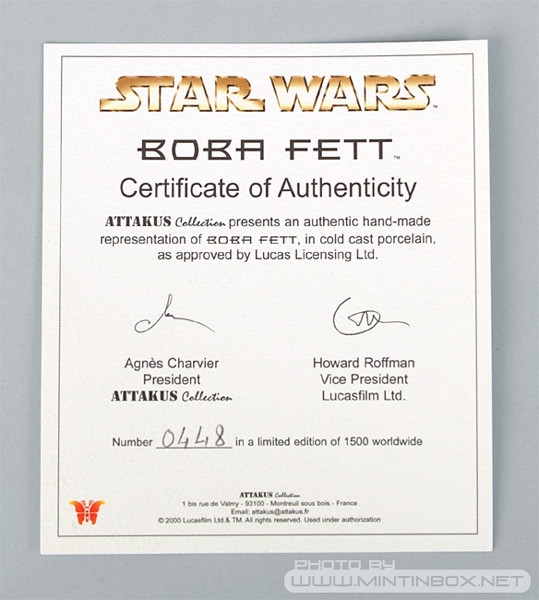 STAR WARS™
BOBA FETT™
Certificate of Authenticity
ATTAKUS Collection presents an authentic hand-made
representation of BOBA FETT, in cold cast porcelain,
as approved by Lucas Licensing Ltd.
Agnès Charvier
President
ATTAKUS Collection
Howard Roffman
Vice President
Lucasfilm Ltd.
Number 0448 in a limited edition of 1500 worldwide
ATTAKUS Collection
1 bis rue de Valmy - 93100 - Montreuil sous bois - France
Email: attakus@attakus.fr
© 2000 Lucasfilm Ltd.& TM. All rights reserved. Used under authorization
PHOTO BY
WWW.MINTINBOX.NET